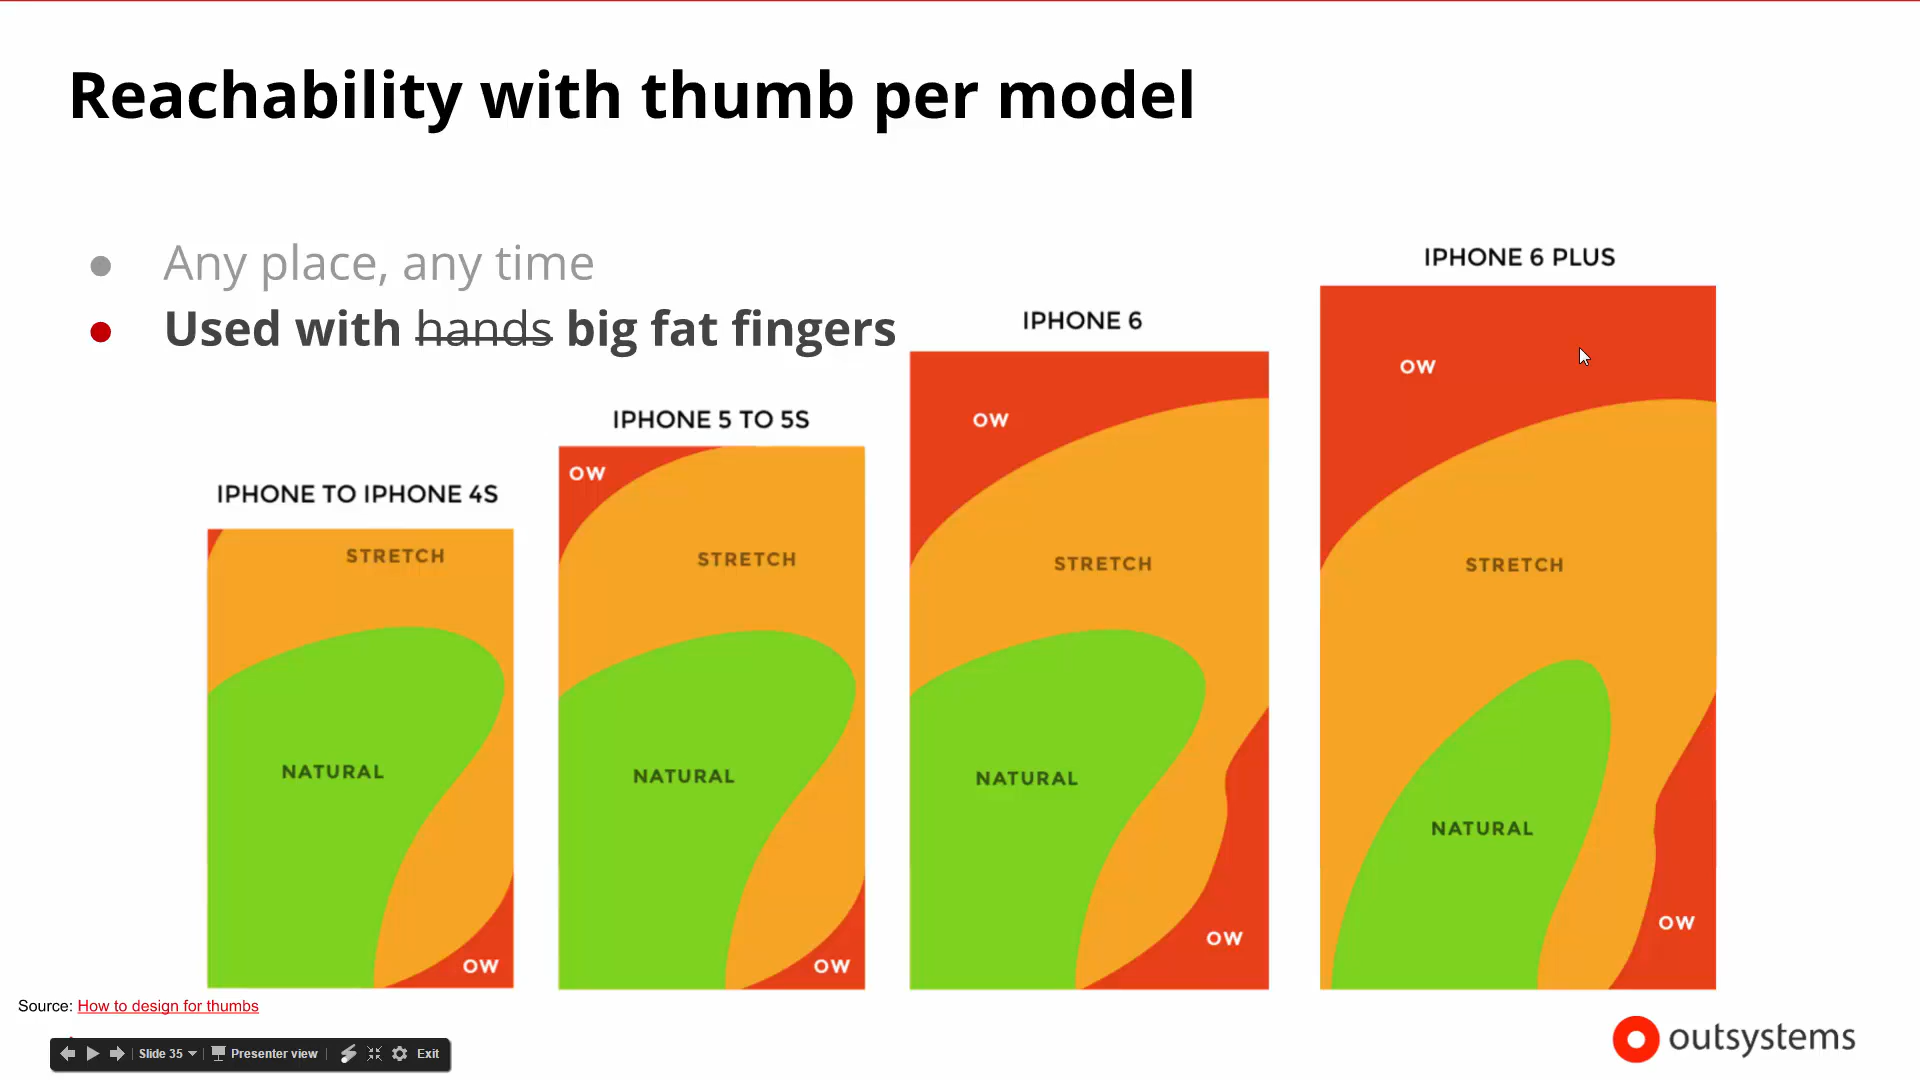 Reachability with thumb per model
Any place, any time
Used with hands big fat fingers
IPHONE TO IPHONE 4S
STRETCH
NATURAL
OW
IPHONE 5 TO 5S
OW
STRETCH
NATURAL
OW
IPHONE 6
OW
STRETCH
NATURAL
OW
IPHONE 6 PLUS
OW
STRETCH
NATURAL
OW
Source: How to design for thumbs
Slide 35 Presenter view Exit
outsystems